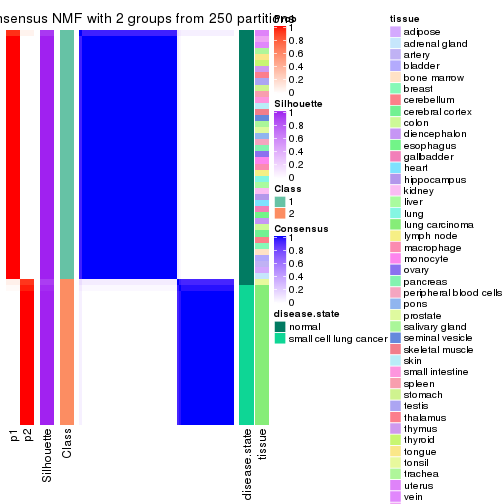 nsensus NMF with 2 groups from 250 partitions
Prob
1
0.8
0.6
0.4
0.2
0
Silhouette
1
0.8
0.6
0.4
0.2
0
Class
1
2
Consensus
1
0.8
0.6
0.4
0.2
0
disease.state
normal
small cell lung cancer
tissue
adipose
adrenal gland
artery
bladder
bone marrow
breast
cerebellum
cerebral cortex
colon
diencephalon
esophagus
gallbadder
heart
hippocampus
kidney
liver
lung
lung carcinoma
lymph node
macrophage
monocyte
ovary
pancreas
peripheral blood cells
pons
prostate
salivary gland
seminal vesicle
skeletal muscle
skin
small intestine
spleen
stomach
testis
thalamus
thymus
thyroid
tongue
tonsil
trachea
uterus
vein
p1
p2
Silhouette
Class
disease.state
tissue